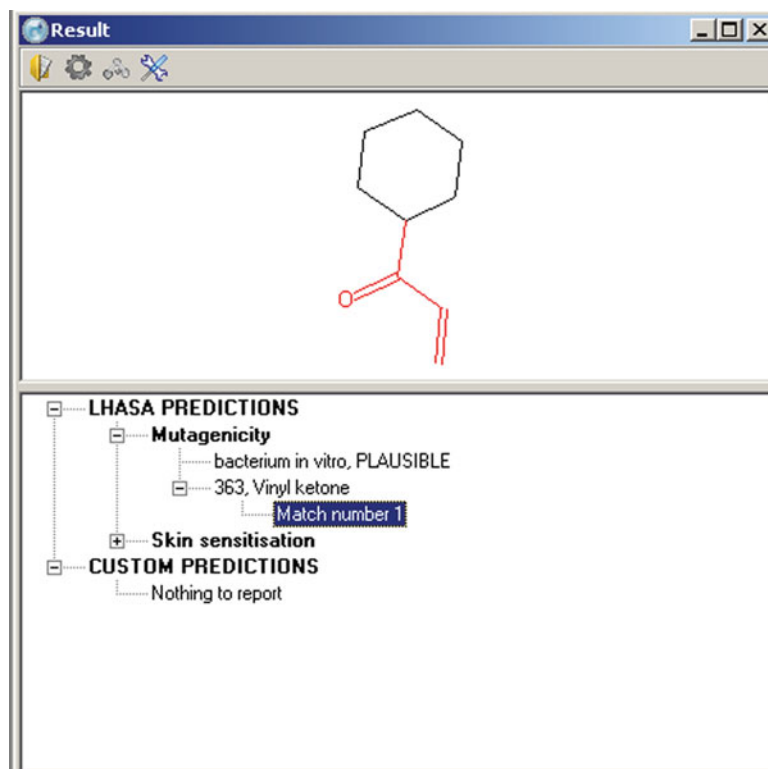 Result
O
LHASA PREDICTIONS
Mutagenicity
bacterium in vitro, PLAUSIBLE
363, Vinyl ketone
Match number 1
Skin sensitisation
CUSTOM PREDICTIONS
Nothing to report